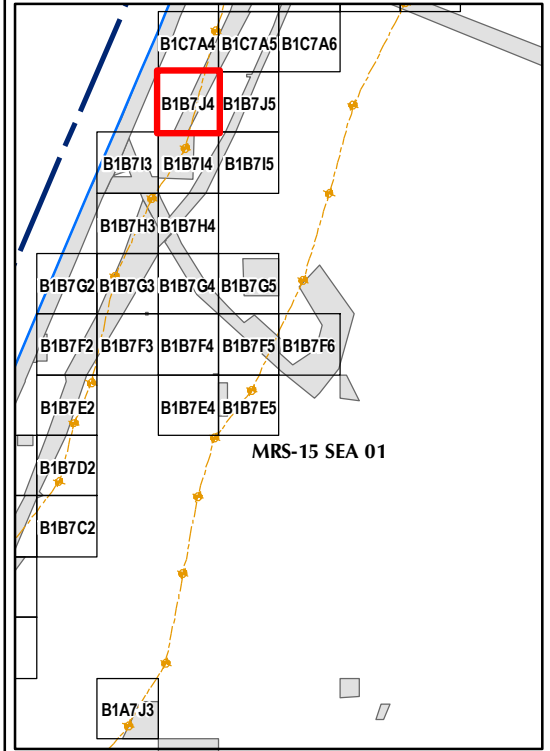 B1C7A4 B1C7A5 B1C7A6
B1B7J4 B1B7J5
B1B7I3 B1B7I4 B1B7I5
B1B7H3 B1B7H4
B1B7G2 B1B7G3 B1B7G4 B1B7G5
B1B7F2 B1B7F3 B1B7F4 B1B7F5 B1B7F6
B1B7E2 B1B7E4 B1B7E5
MRS-15 SEA 01
B1B7D2
B1B7C2
B1A7J3